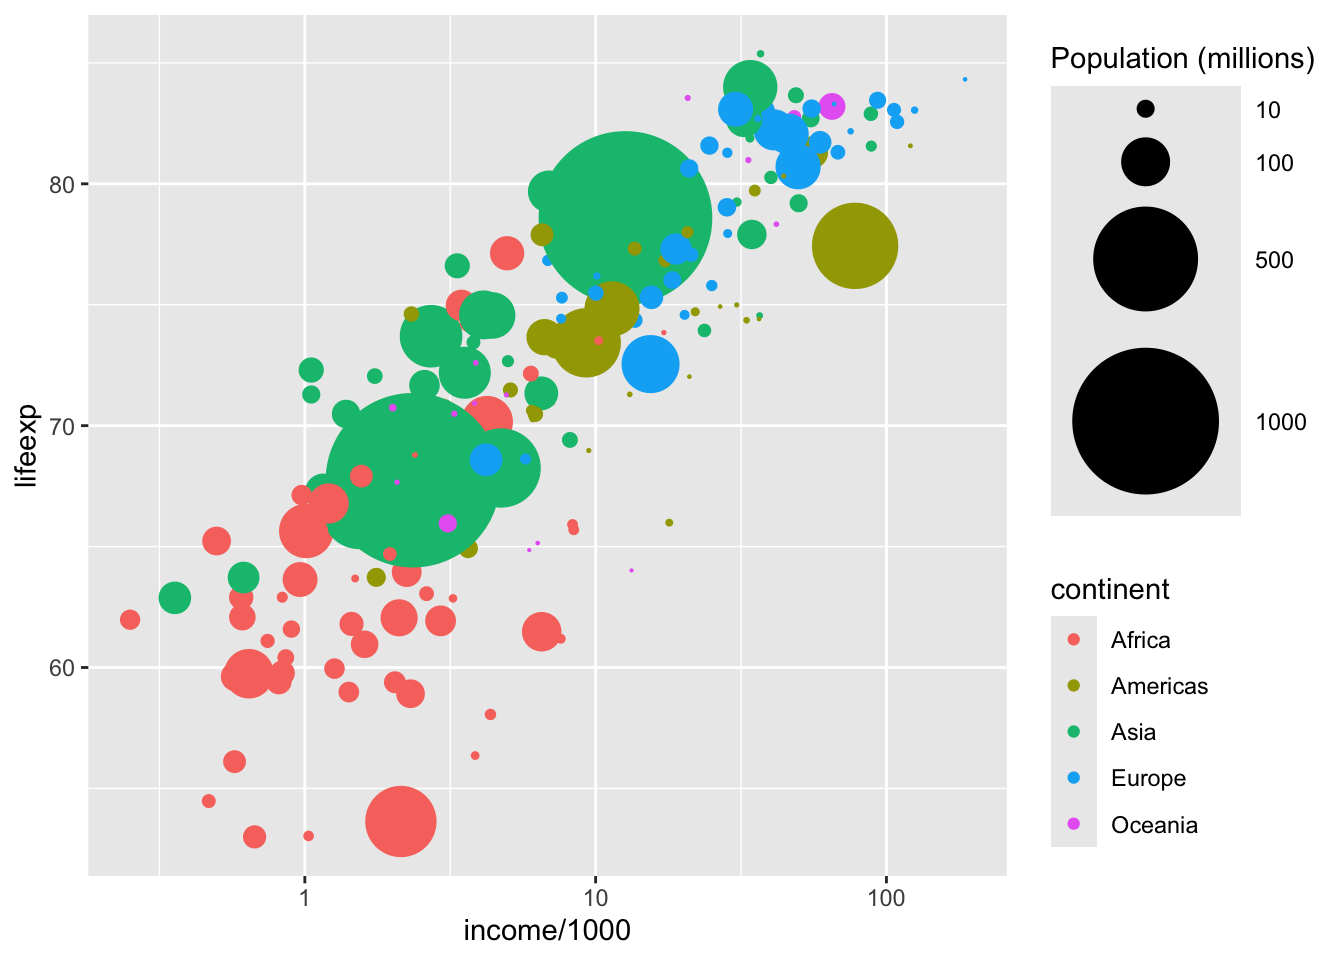 lifeexp
80
70
60
1
10
100
income/1000
Population (millions)
10
100
500
1000
continent
Africa
Americas
Asia
Europe
Oceania